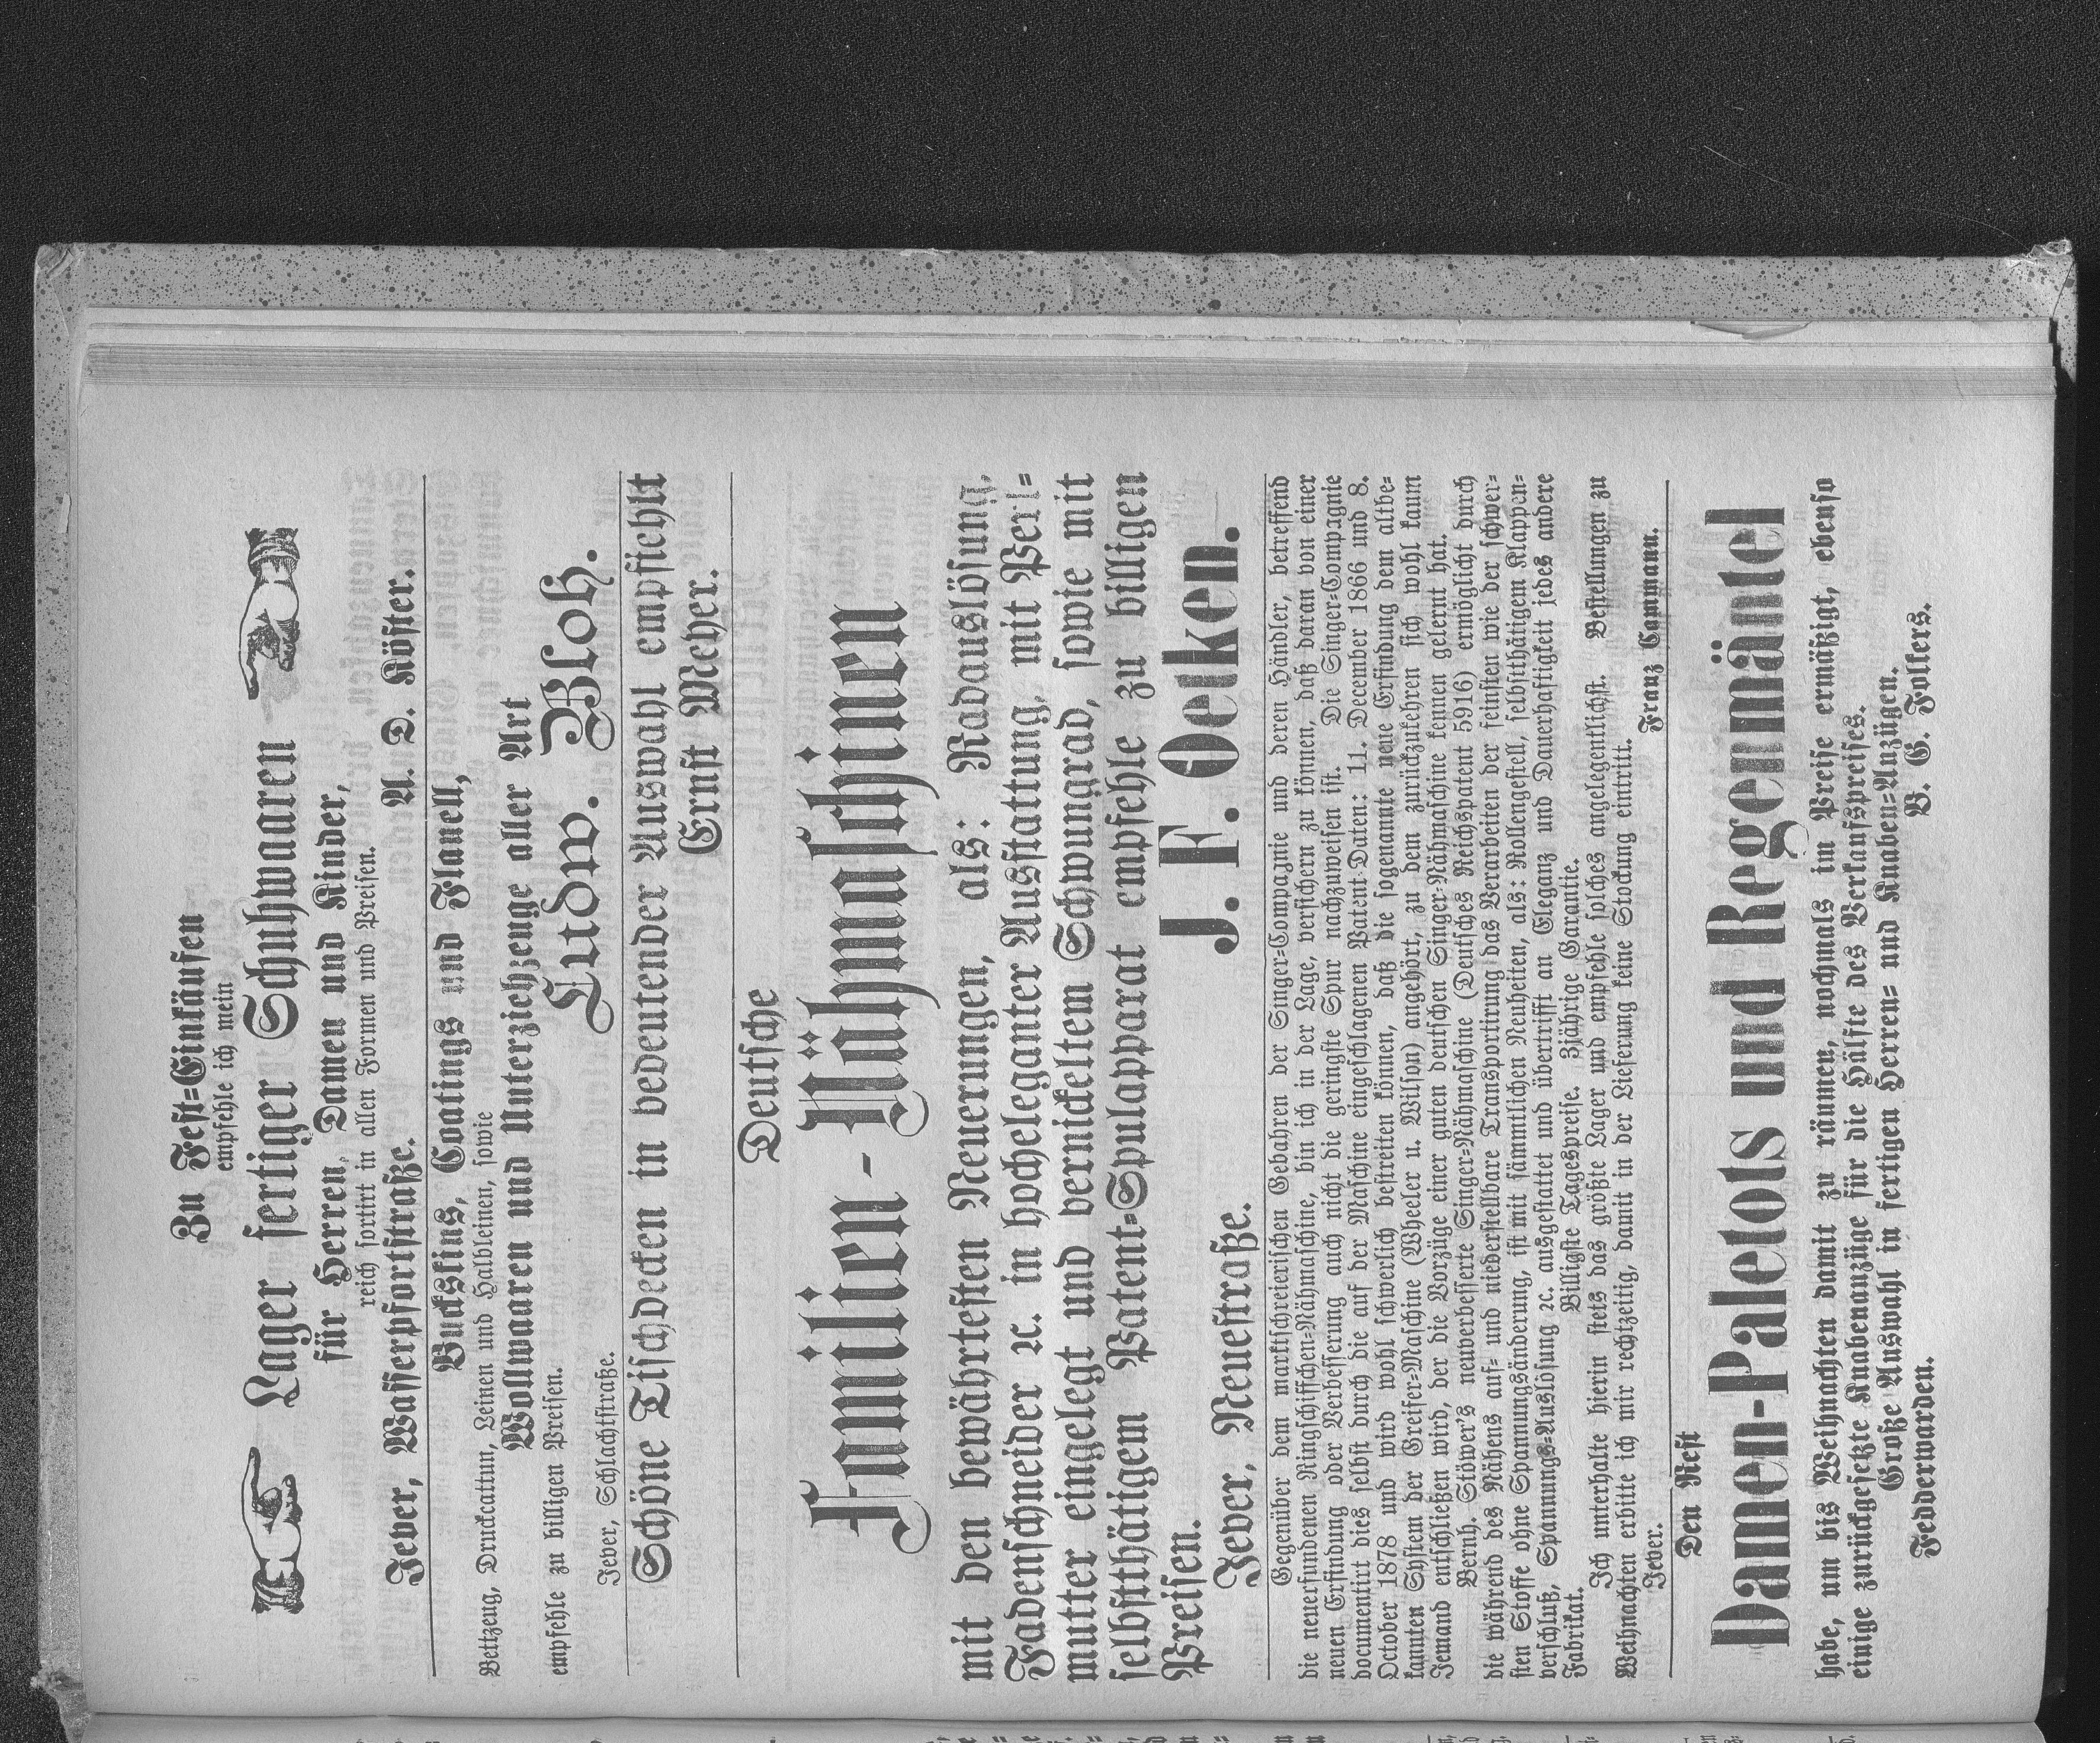 Zu Fest=Einkäufen
empfehle ich mein
Lager fertiger Schuhwaaren
für Herren, Damen und Kinder,
reich sortirt in allen Formen und Preisen.
Jever, Wasserpfortstraße. A. D. Köster.
Buckskins, Coatings und Flanell,
Bettzeug, Druckcattun, Leinen und Halbleinen, sowie
Wollwaaren und Unterziehzeuge aller Art
empfehle zu billigen Preisen.
Jever, Schlachtstraße. Ludw. Bloh.
Schöne Tischdecken in bedeutender Auswahl empfiehlt
Ernst Meyer.
Deutsche
Familien-Nähmaschinen
mit den bewährtesten Neuerungen, als: Radauslösung,
Fadenschneider ꝛc. in hocheleganter Ausstattung, mit Perl=
mutter eingelegt und vernickeltem Schwungrad, sowie mit
selbstthätigem Patent=Spulapparat empfehle zu billigen
Preisen.
Jever, Neuestraße. J. F. Oetken.
Gegenüber dem marktschreierischen Gebahren der Singer=Compagnie und deren Händler, betreffend
die neuerfundenen Ringschiffchen=Nähmaschine, bin ich in der Lage, versichern zu können, daß daran von einer
neuen Erfindung oder Verbesserung auch nicht die geringste Spur nachzuweisen ist. Die Singer=Compagnie
documentirt dies selbst durch die auf der Maschine eingeschlagenen Patent=Daten: 11. December 1866 und 8.
October 1878 und wird wohl schwerlich bestreiten können, daß die sogenannte neue Erfindung dem altbe=
kannten System der Greifer=Maschine (Wheeler u. Wilson) angehört, zu dem zurückzukehren sich wohl kaum
Jemand entschließen wird, der die Vorzüge einer guten deutschen Singer=Nähmaschine kennen gelernt hat.
Bernh. Stöwer's neuverbesserte Singer=Nähmaschine (Deutsches Reichspatent 5916) ermöglicht durch
die während des Nähens auf= und niederstellbare Transportirung das Verarbeiten der feinsten wie der schwer=
sten Stoffe ohne Spannungsänderung, ist mit sämmtlichen Neuheiten, als: Rollengestell, selbstthätigem Klappen=
verschluß, Spannungs=Auslösung ꝛc. ausgestattet und übertrifft an Eleganz und Dauerhaftigkeit jedes andere
Fabrikat. Billigste Tagespreise. 3jährige Garantie.
Ich unterhalte hierin stets das größte Lager und empfehle solches angelegentlichst. Bestellungen zu
Weihnachten erbitte ich mir rechtzeitig, damit in der Lieferung keine Stockung eintritt.
Jever. Franz Cammann.
Den Rest
Damen-Paletots und Regenmäntel
habe, um bis Weihnachten damit zu räumen, nochmals im Preise ermäßigt, ebenso
einige zurückgesetzte Knabenanzüge für die Hälfte des Verkaufspreises.
Große Auswahl in fertigen Herren= und Knaben=Anzügen.
Fedderwarden. B. G. Folkers.